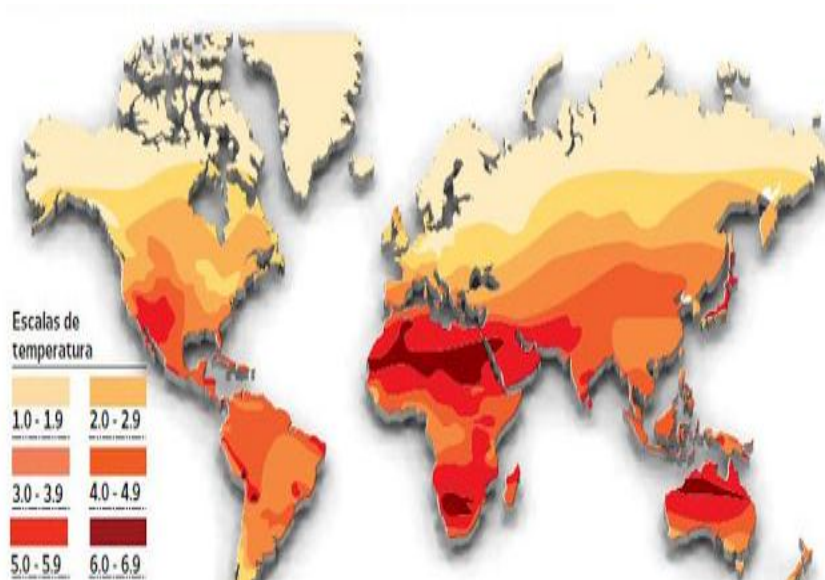 Escalas de
temperatura
1.0 - 1.9 2.0 - 2.9
3.0 - 3.9 4.0 - 4.9
5.0 - 5.9 6.0 - 6.9